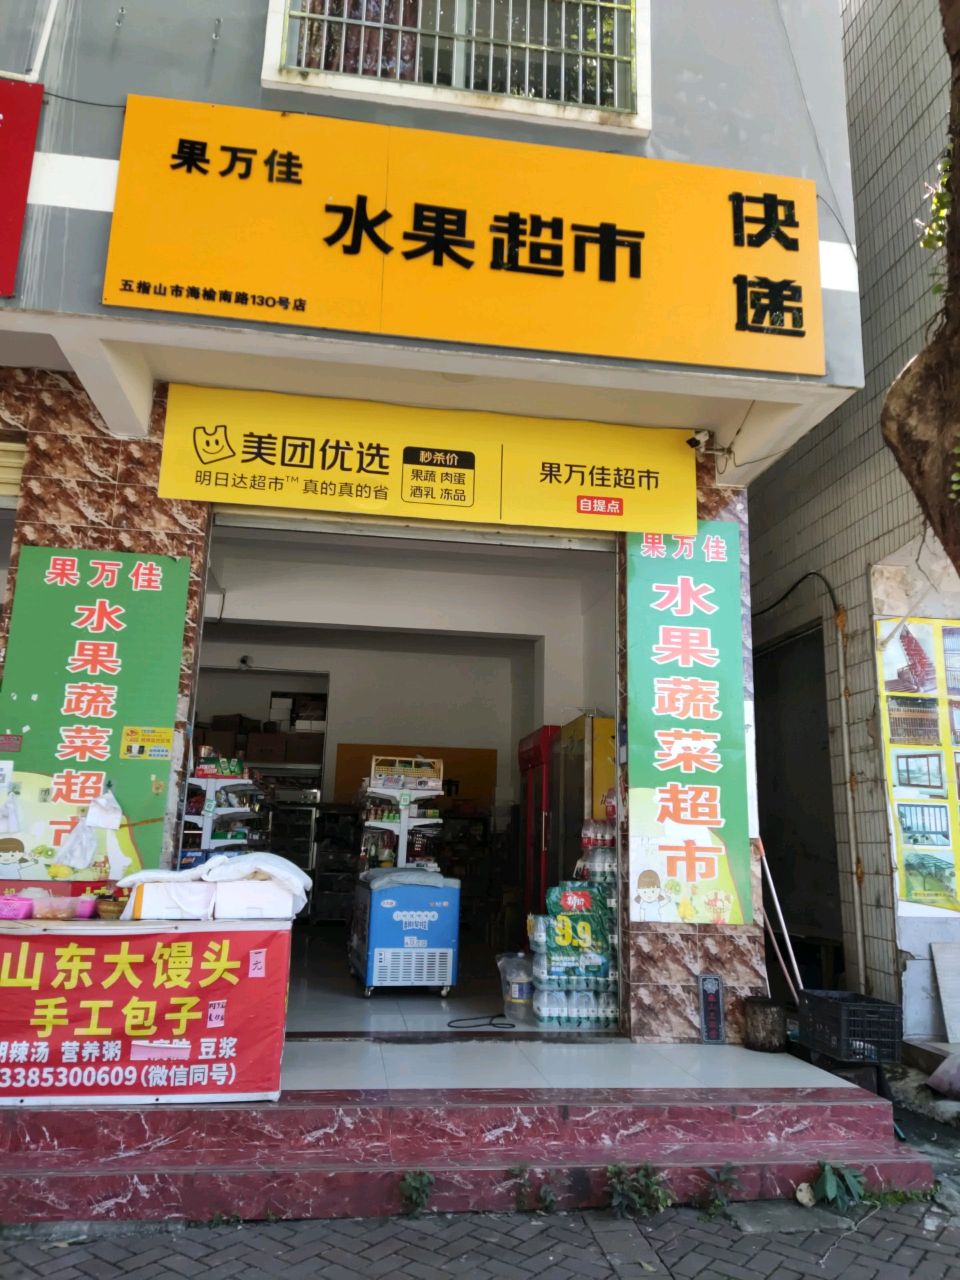 果万佳
水果超市
快递
五指山市海榆南路130号店
美团优选
明日达超市™ 真的真的省
秒杀价
果蔬 肉蛋
酒乳 冻品
果万佳超市
自提点
果万佳
水果蔬菜超市
果万佳
水果蔬菜超市
9.9
山东大馒头
一元
手工包子
胡辣汤 营养粥 豆浆
3385300609(微信同号)